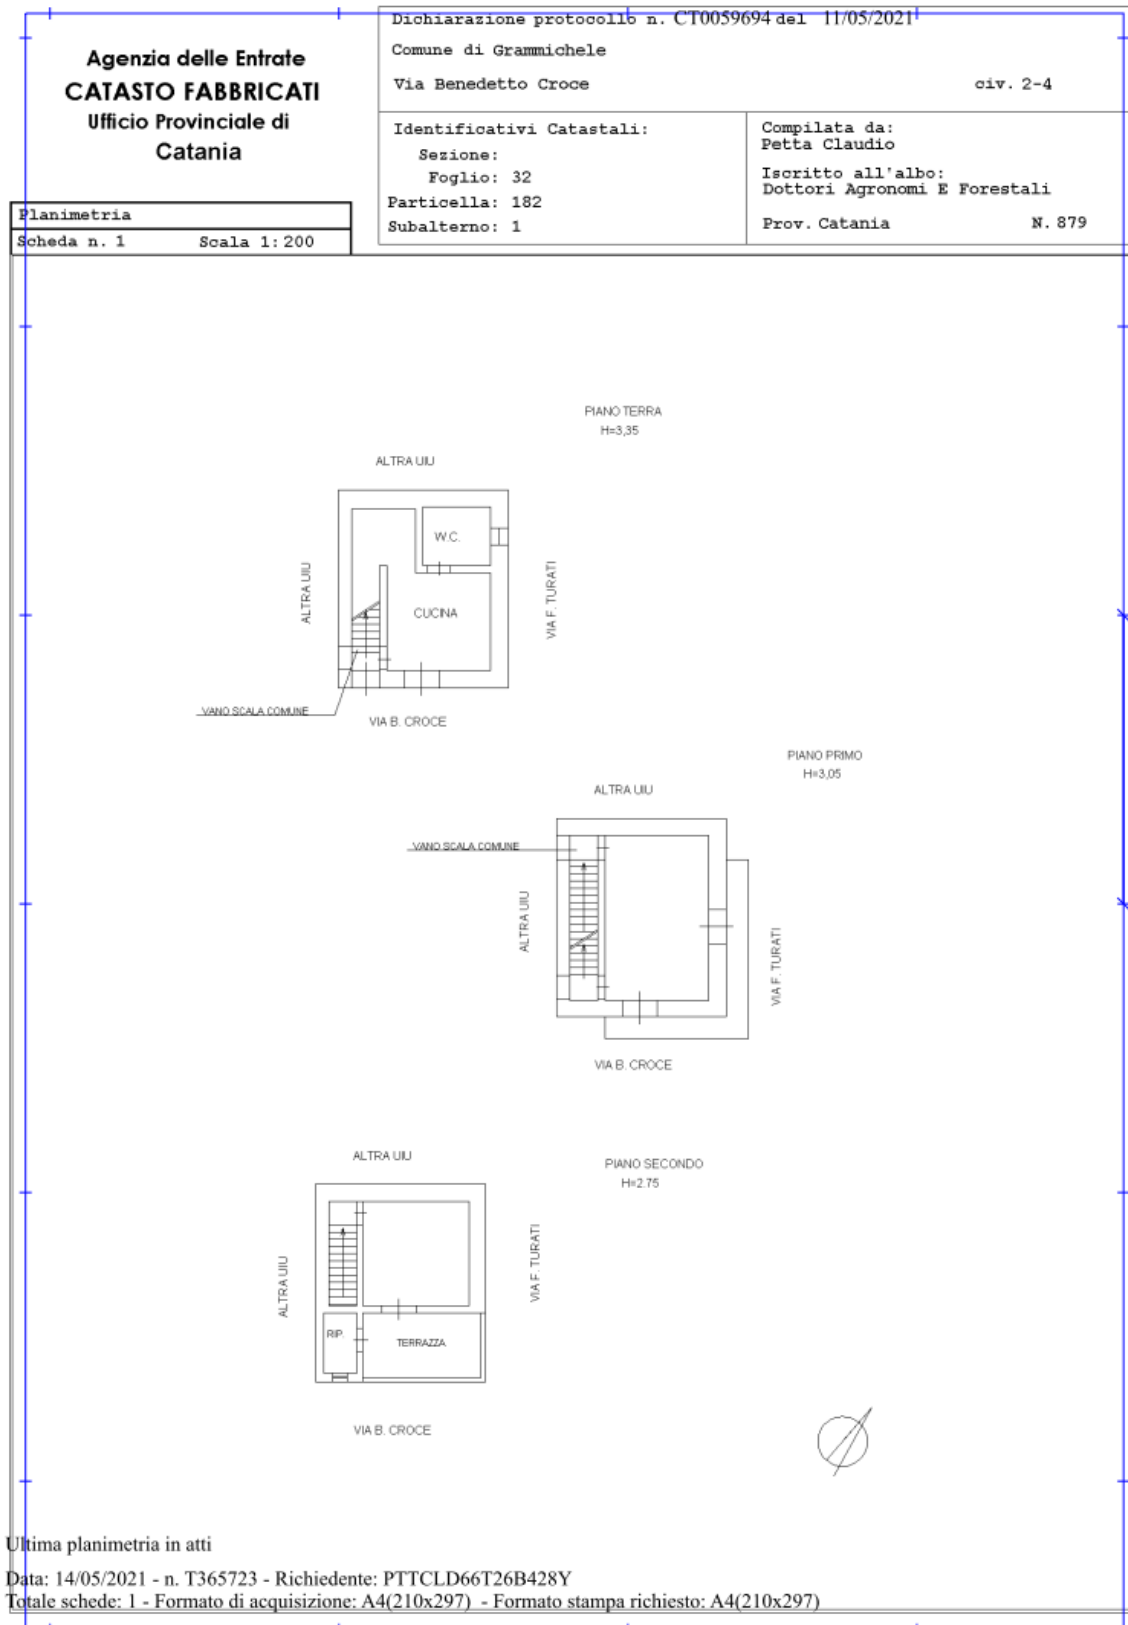 Dichiarazione protocollo n. CT0059694 del 11/05/2021
Comune di Grammichele
Via Benedetto Croce civ. 2-4
Agenzia delle Entrate
CATASTO FABBRICATI
Ufficio Provinciale di
Catania
Identificativi Catastali:
Sezione:
Foglio: 32
Particella: 182
Subalterno: 1
Compilata da:
Petta Claudio
Iscritto all'albo:
Dottori Agronomi E Forestali
Prov. Catania N. 879
Planimetria
Scheda n. 1 Scala 1:200
PIANO TERRA
H=3,35
ALTRA UIU
W.C.
ALTRA UIU
CUCINA
VIA F. TURATI
VANO SCALA COMUNE
VIA B. CROCE
PIANO PRIMO
H=3,05
ALTRA UIU
VANO SCALA COMUNE
ALTRA UIU
VIA F. TURATI
VIA B. CROCE
ALTRA UIU
PIANO SECONDO
H=2.75
ALTRA UIU
VIA F. TURATI
RIP.
TERRAZZA
VIA B. CROCE
Ultima planimetria in atti
Data: 14/05/2021 - n. T365723 - Richiedente: PTTCLD66T26B428Y
Totale schede: 1 - Formato di acquisizione: A4(210x297) - Formato stampa richiesto: A4(210x297)